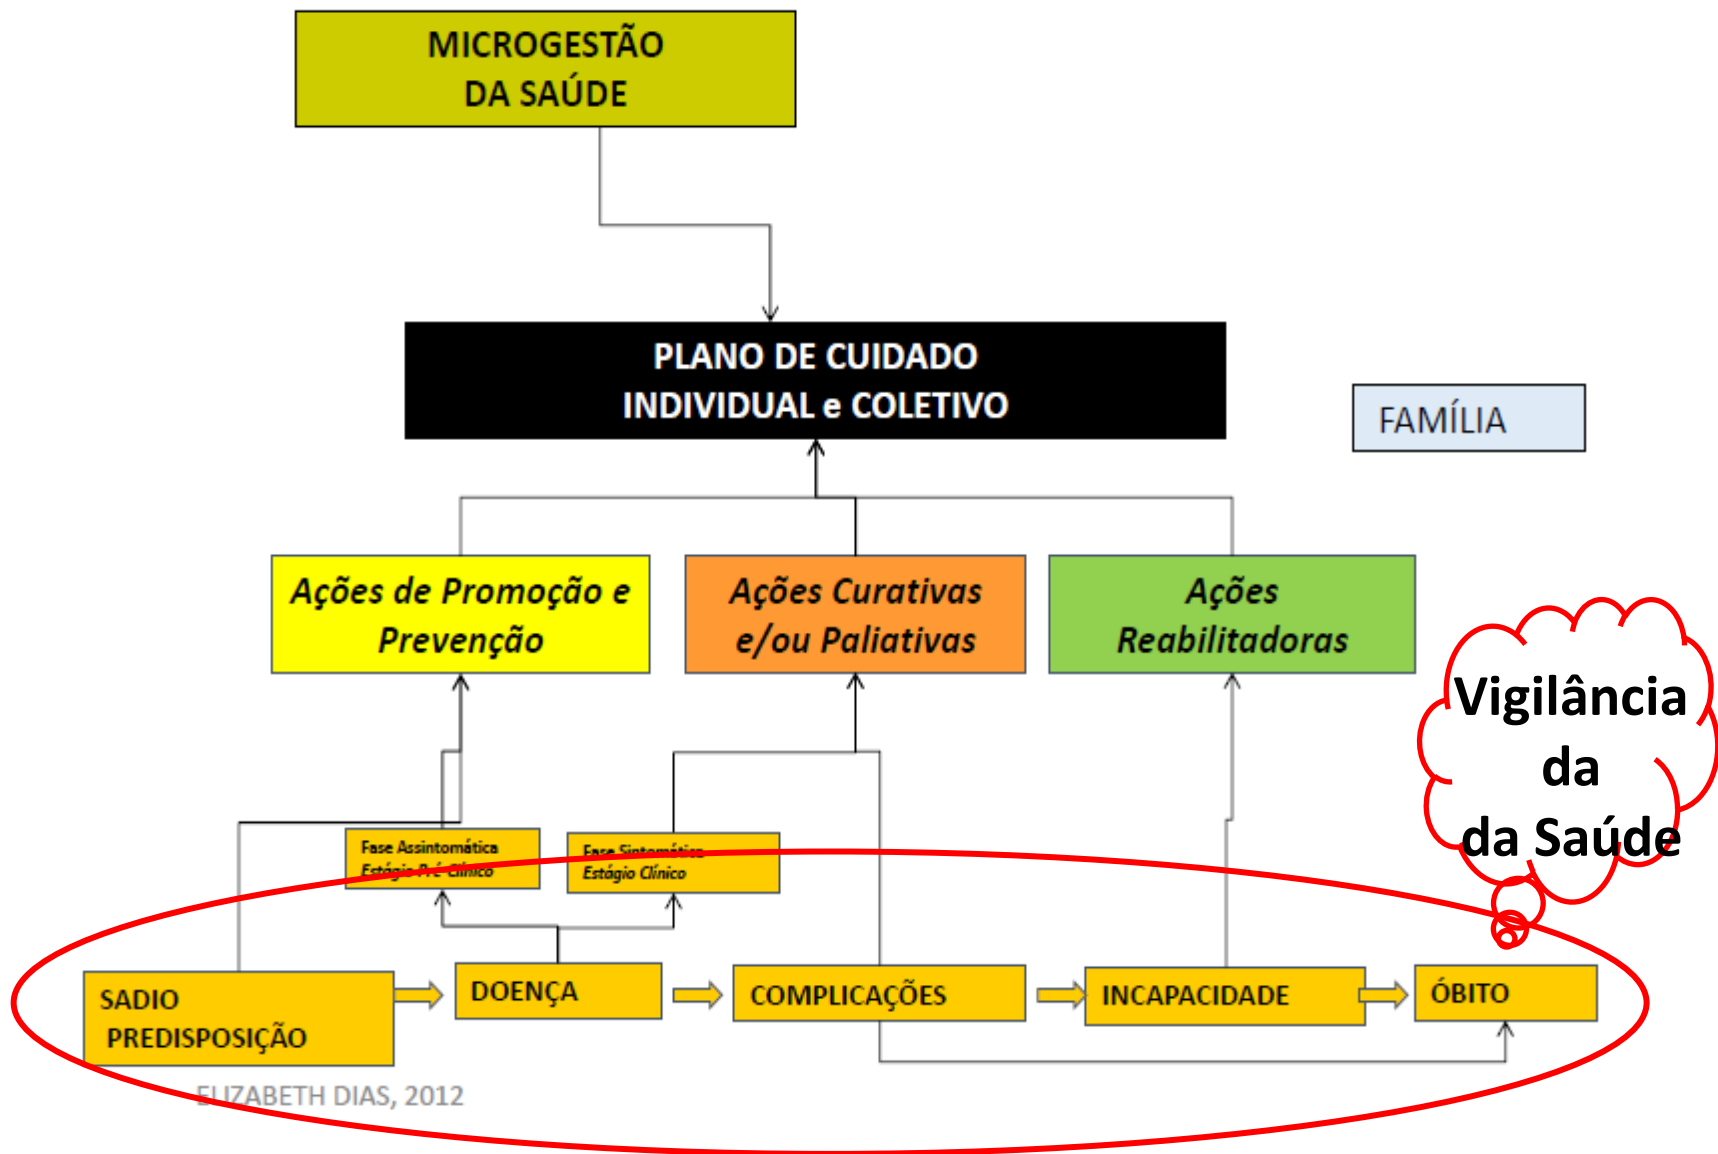 MICROGESTÃO
DA SAÚDE
PLANO DE CUIDADO
INDIVIDUAL e COLETIVO
FAMÍLIA
Ações de Promoção e
Prevenção
Ações Curativas
e/ou Paliativas
Ações
Reabilitadoras
Vigilância
da
da Saúde
Fase Assintomática
Estágio Pré-Clínico
Fase Sintomática
Estágio Clínico
SADIO
PREDISPOSIÇÃO
DOENÇA
COMPLICAÇÕES
INCAPACIDADE
ÓBITO
ELIZABETH DIAS, 2012